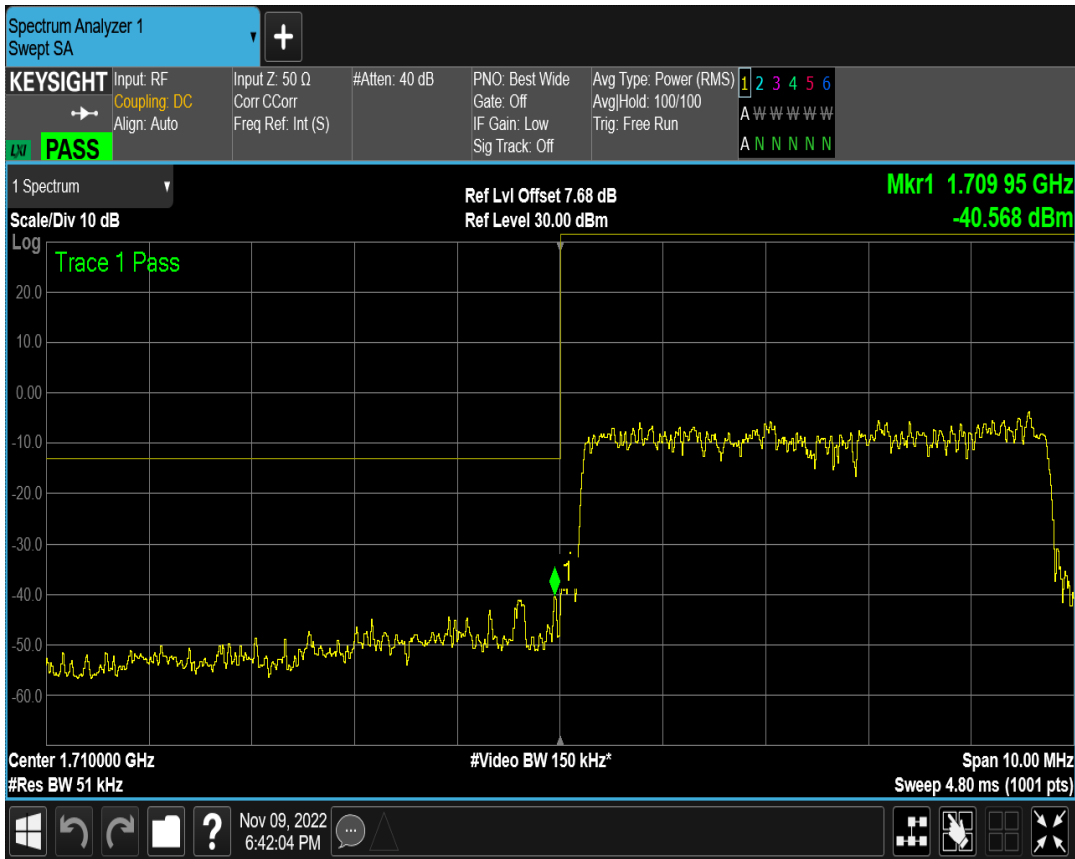 Spectrum Analyzer 1
Swept SA
+
KEYSIGHT
Input: RF
Coupling: DC
Align: Auto
LXI
PASS
Input Z: 50 Ω
Corr CCorr
Freq Ref: Int (S)
#Atten: 40 dB
PNO: Best Wide
Gate: Off
IF Gain: Low
Sig Track: Off
Avg Type: Power (RMS)
Avg|Hold: 100/100
Trig: Free Run
1 2 3 4 5 6
A W W W W W
A N N N N N
1 Spectrum
Scale/Div 10 dB
Ref Lvl Offset 7.68 dB
Ref Level 30.00 dBm
Mkr1 1.709 95 GHz
-40.568 dBm
Log
Trace 1 Pass
20.0
10.0
0.00
-10.0
-20.0
-30.0
1
-40.0
-50.0
-60.0
Center 1.710000 GHz
#Res BW 51 kHz
#Video BW 150 kHz*
Span 10.00 MHz
Sweep 4.80 ms (1001 pts)
?
Nov 09, 2022
6:42:04 PM